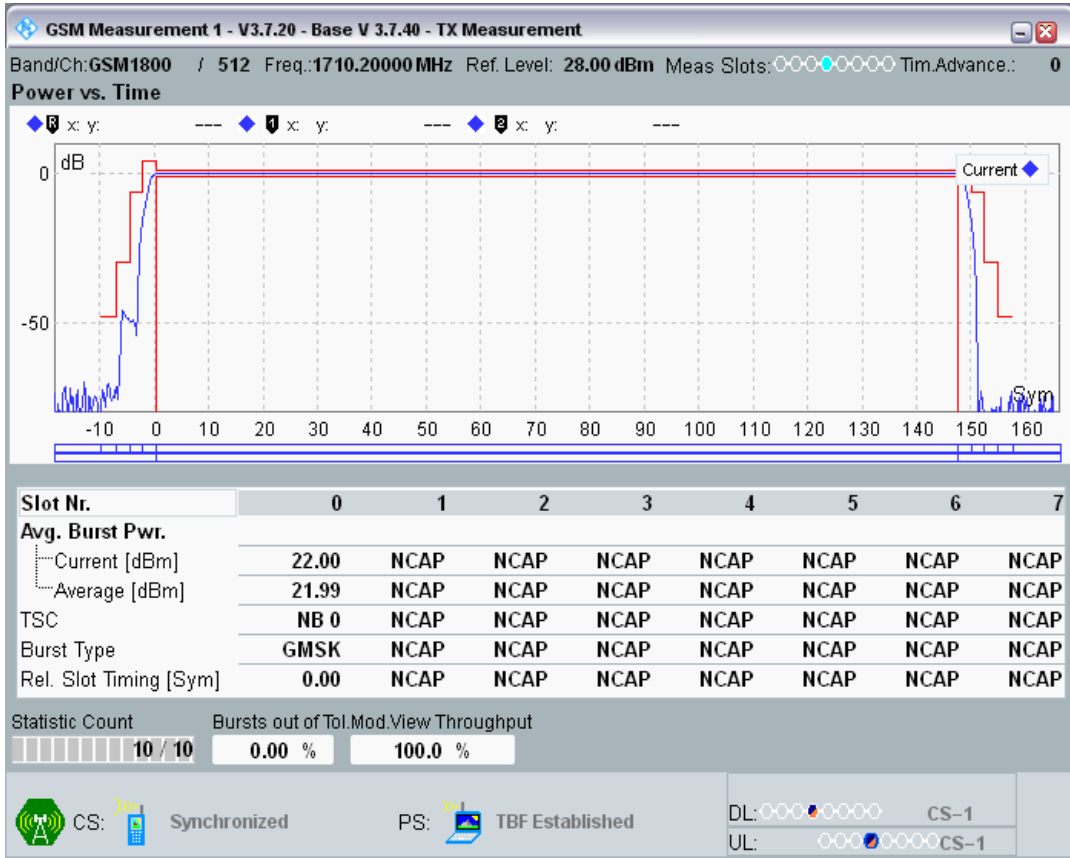 GSM Measurement 1 - V3.7.20 - Base V 3.7.40 - TX Measurement
Band/Ch:GSM1800 / 512 Freq.:1710.20000 MHz Ref. Level: 28.00 dBm Meas Slots: Tim.Advance.: 0
Power vs. Time
R x: y: --- 1 x: y: --- 2 x: y: ---
dB
Current
0
-50
Sym
-10 0 10 20 30 40 50 60 70 80 90 100 110 120 130 140 150 160
Slot Nr. 0 1 2 3 4 5 6 7
Avg. Burst Pwr.
Current [dBm] 22.00 NCAP NCAP NCAP NCAP NCAP NCAP NCAP
Average [dBm] 21.99 NCAP NCAP NCAP NCAP NCAP NCAP NCAP
TSC NB 0 NCAP NCAP NCAP NCAP NCAP NCAP NCAP
Burst Type GMSK NCAP NCAP NCAP NCAP NCAP NCAP NCAP
Rel. Slot Timing [Sym] 0.00 NCAP NCAP NCAP NCAP NCAP NCAP NCAP
Statistic Count Bursts out of Tol. Mod.View Throughput
10 / 10 0.00 % 100.0 %
CS: Synchronized PS: TBF Established
DL: CS-1
UL: CS-1